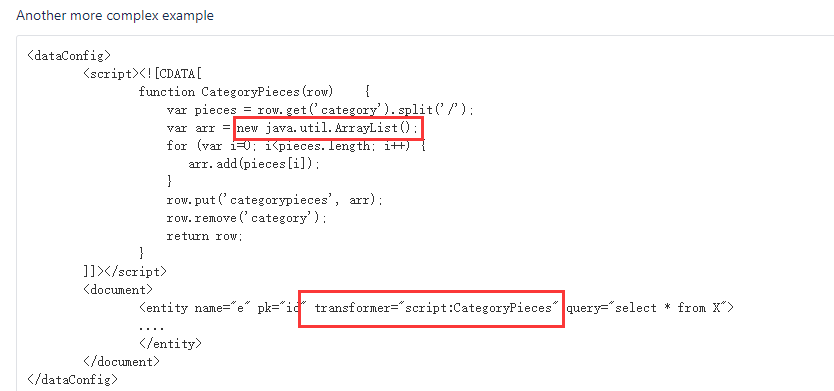 Another more complex example
<dataConfig>
<script><![CDATA[
function CategoryPieces(row)    {
var pieces = row.get('category').split('/');
var arr = new java.util.ArrayList();
for (var i=0; i<pieces.length; i++) {
arr.add(pieces[i]);
}
row.put('categorypieces', arr);
row.remove('category');
return row;
}
]]></script>
<document>
<entity name="e" pk="id" transformer="script:CategoryPieces" query="select * from X">
....
</entity>
</document>
</dataConfig>